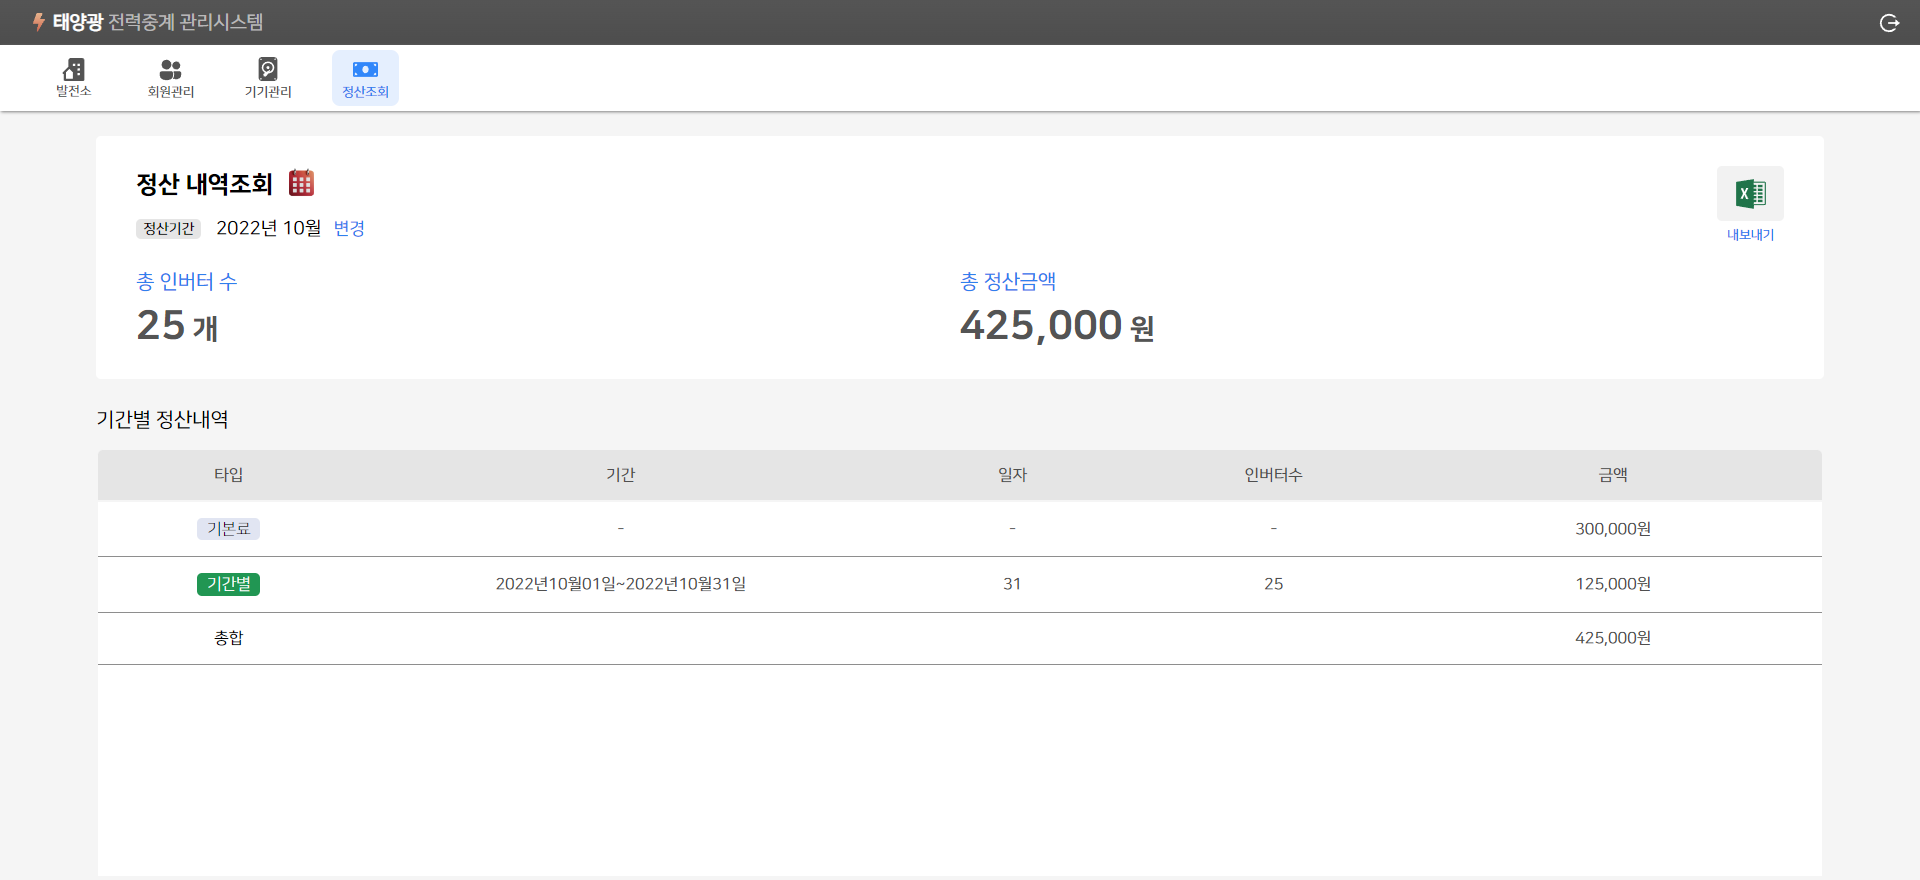 태양광 전력중계 관리시스템
발전소 회원관리 기기관리 정산조회
정산 내역조회
정산기간 2022년 10월 변경
내보내기
총 인버터 수
25 개
총 정산금액
425,000 원
기간별 정산내역
타입 기간 일자 인버터수 금액
기본료 - - - 300,000원
기간별 2022년10월01일~2022년10월31일 31 25 125,000원
총합 425,000원